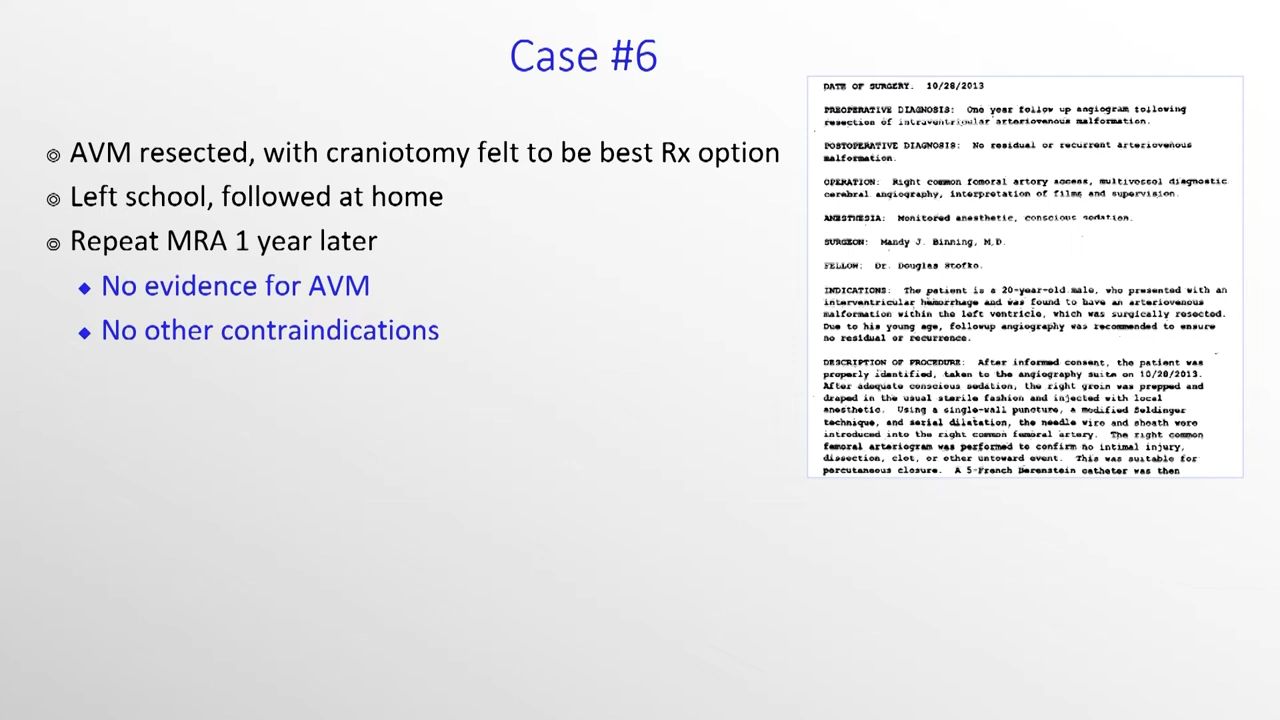 Case #6
AVM resected, with craniotomy felt to be best Rx option
Left school, followed at home
Repeat MRA 1 year later
No evidence for AVM
No other contraindications
DATE OF SURGERY. 10/28/2013
PREOPERATIVE DIAGNOSIS: One year follow up angiogram following
resection of intraventricular arteriovenous malformation.
POSTOPERATIVE DIAGNOSIS: No residual or recurrent arteriovenous
malformation.
OPERATION: Right common femoral artery access, multivessel diagnostic
cerebral angiography, interpretation of films and supervision.
ANESTHESIA: Monitored anesthetic, conscious sedation.
SURGEON: Mandy J. Binning, M.D.
FELLOW: Dr. Douglas Stofko.
INDICATIONS: The patient is a 20-year-old male, who presented with an
interventricular hemorrhage and was found to have an arteriovenous
malformation within the left ventricle, which was surgically resected.
Due to his young age, followup angiography was recommended to ensure
no residual or recurrence.
DESCRIPTION OF PROCEDURE: After informed consent, the patient was
properly identified, taken to the angiography suite on 10/28/2013.
After adequate conscious sedation, the right groin was prepped and
draped in the usual sterile fashion and injected with local
anesthetic. Using a single-wall puncture, a modified Seldinger
technique, and serial dilatation, the needle wire and sheath were
introduced into the right common femoral artery. The right common
femoral arteriogram was performed to confirm no intimal injury,
dissection, clot, or other untoward event. This was suitable for
percutaneous closure. A 5-French Berenstein catheter was then